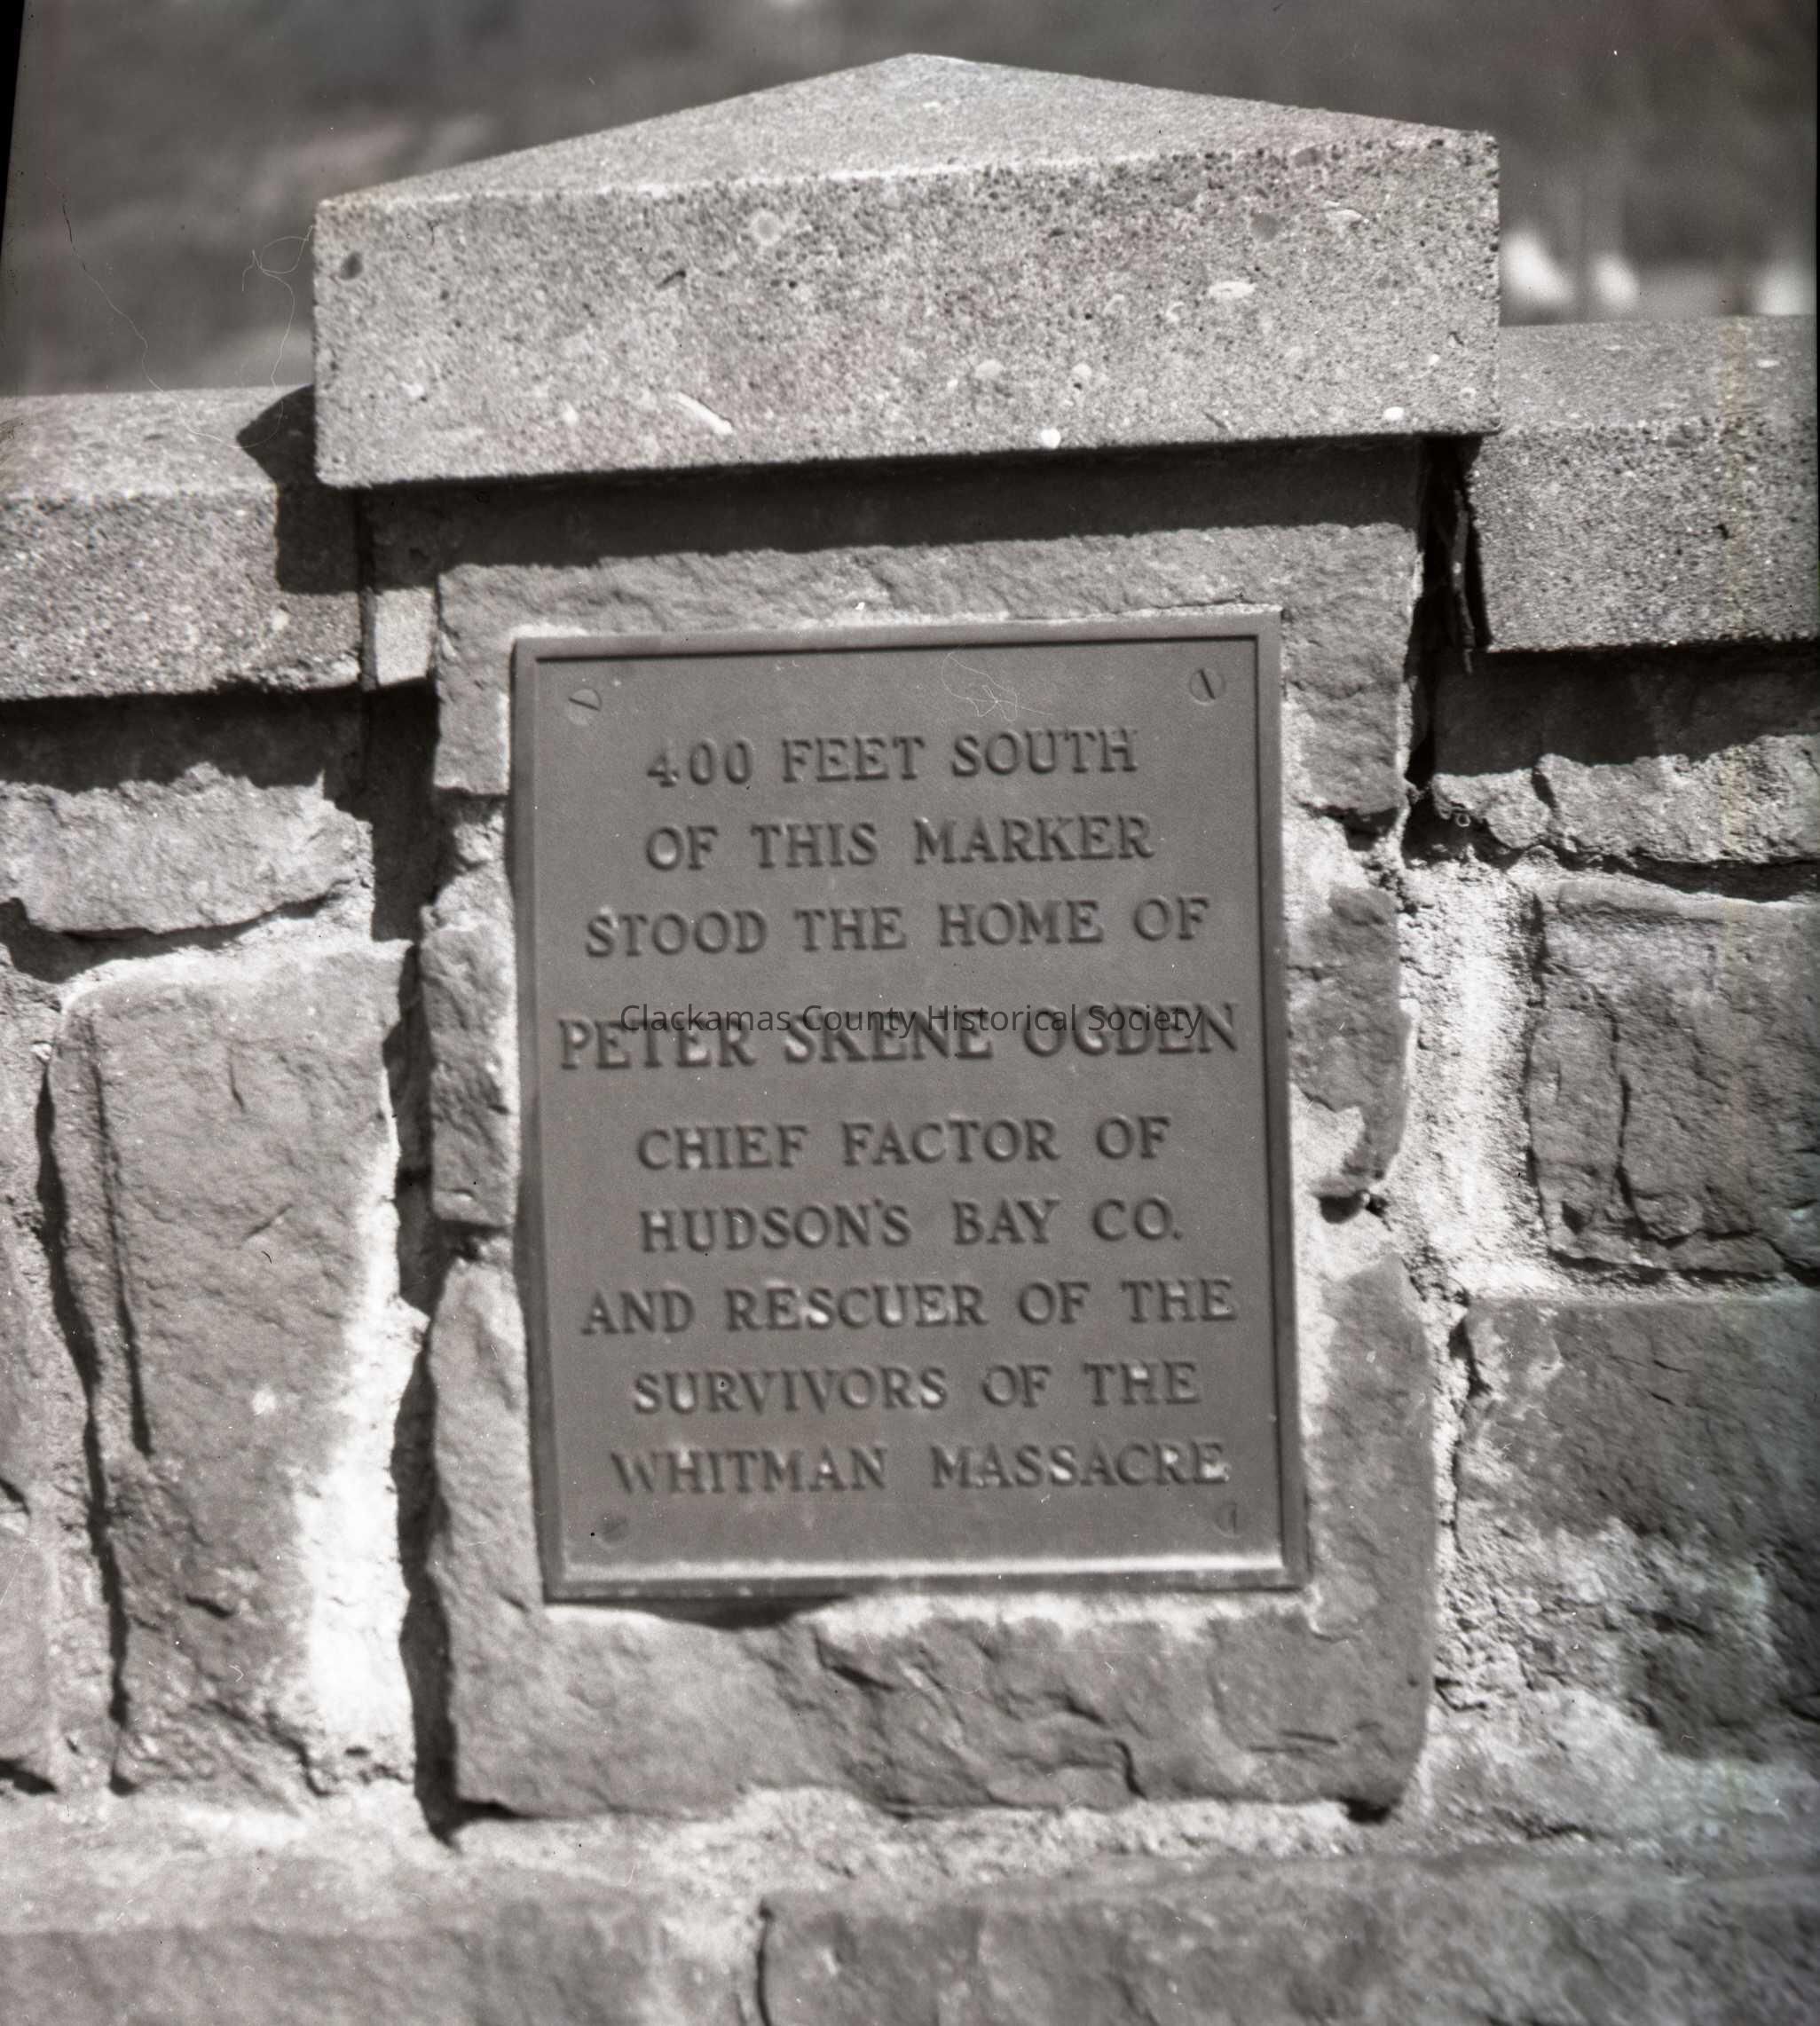 400 FEET SOUTH
OF THIS MARKER
STOOD THE HOME OF
PETER SKENE OGDEN
Clackamas County Historical Society
CHIEF FACTOR OF
HUDSON'S BAY CO.
AND RESCUER OF THE
SURVIVORS OF THE
WHITMAN MASSACRE